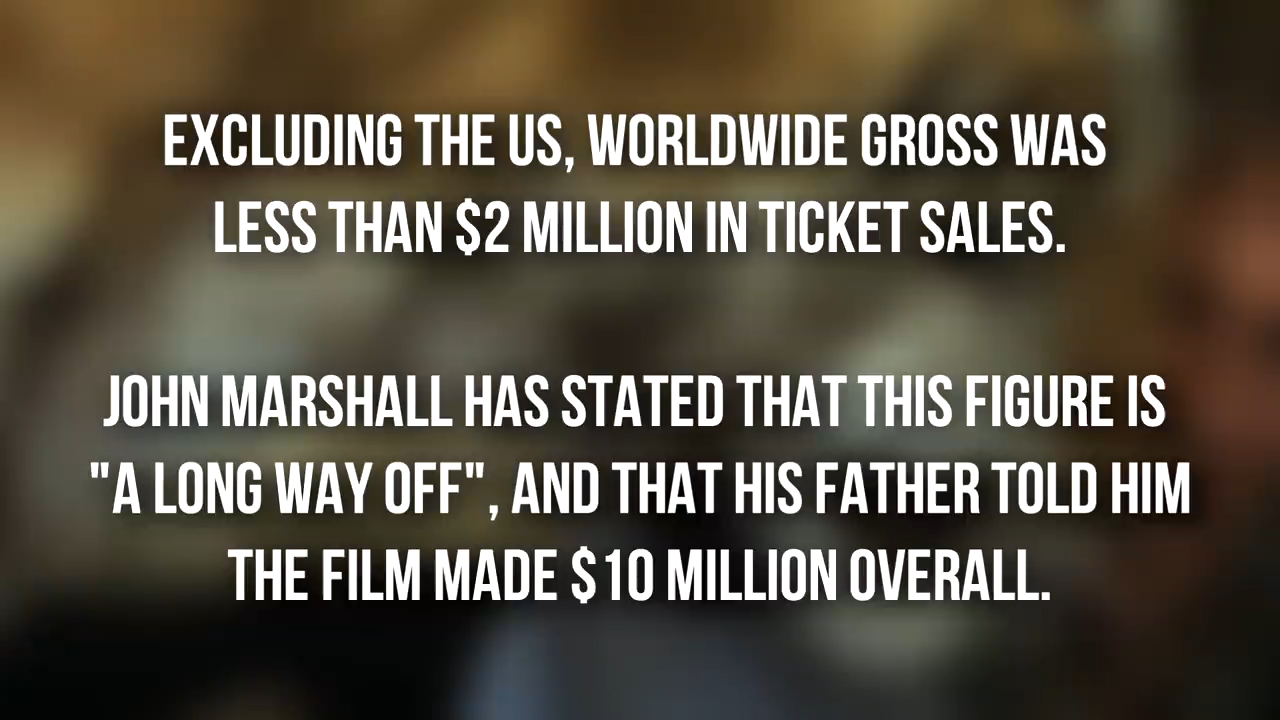 EXCLUDING THE US, WORLDWIDE GROSS WAS
LESS THAN $2 MILLION IN TICKET SALES.
JOHN MARSHALL HAS STATED THAT THIS FIGURE IS
"A LONG WAY OFF", AND THAT HIS FATHER TOLD HIM
THE FILM MADE $10 MILLION OVERALL.